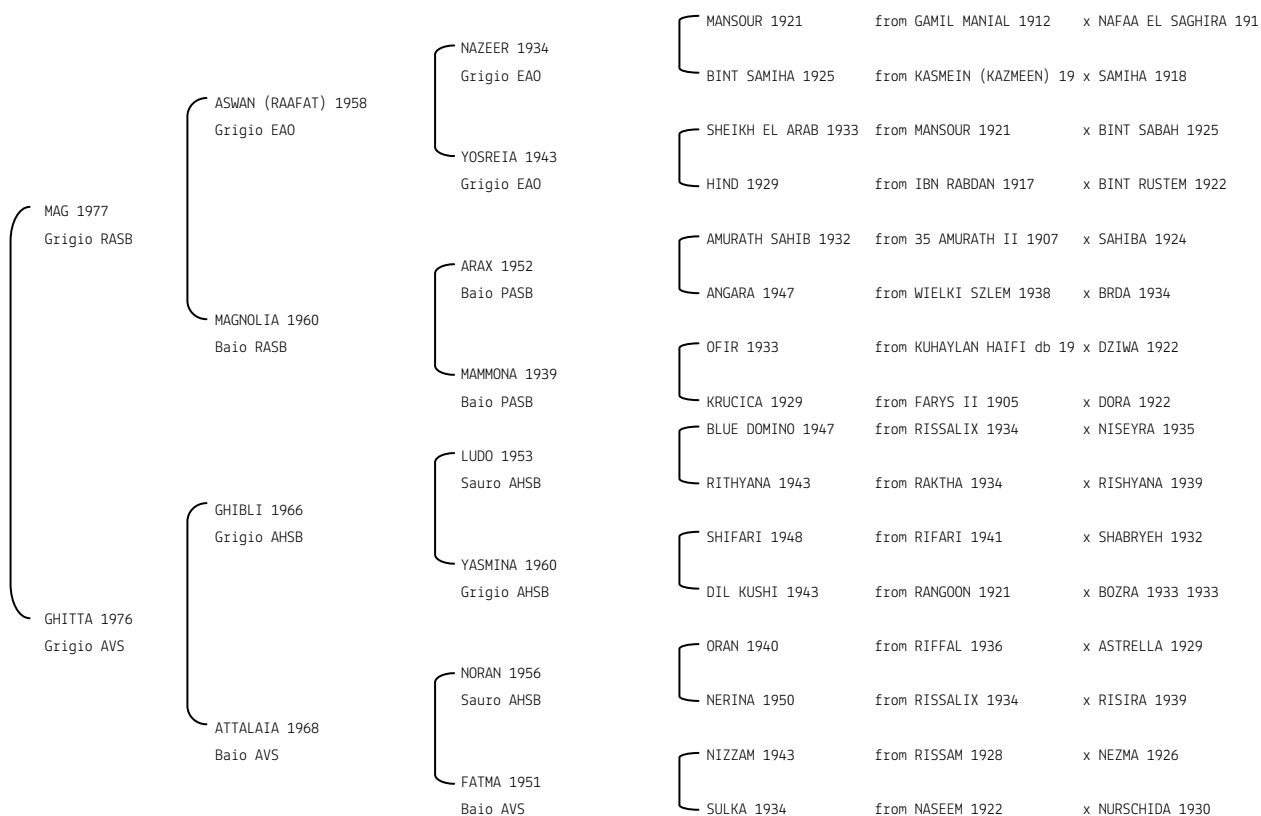 MANSOUR 1921 from GAMIL MANIAL 1912 x NAFAA EL SAGHIRA 191
NAZEER 1934
Grigio EAO
BINT SAMIHA 1925 from KASMEIN (KAZMEEN) 19 x SAMIHA 1918
ASWAN (RAAFAT) 1958
Grigio EAO
SHEIKH EL ARAB 1933 from MANSOUR 1921 x BINT SABAH 1925
YOSREIA 1943
Grigio EAO
HIND 1929 from IBN RABDAN 1917 x BINT RUSTEM 1922
MAG 1977
Grigio RASB
AMURATH SAHIB 1932 from 35 AMURATH II 1907 x SAHIBA 1924
ARAX 1952
Baio PASB
ANGARA 1947 from WIELKI SZLEM 1938 x BRDA 1934
MAGNOLIA 1960
Baio RASB
OFIR 1933 from KUHAYLAN HAIFI db 19 x DZIWA 1922
MAMMONA 1939
Baio PASB
KRUCICA 1929 from FARYS II 1905 x DORA 1922
BLUE DOMINO 1947 from RISSALIX 1934 x NISEYRA 1935
LUDO 1953
Sauro AHSB
RITHYANA 1943 from RAKTHA 1934 x RISHYANA 1939
GHIBLI 1966
Grigio AHSB
SHIFARI 1948 from RIFARI 1941 x SHABRYEH 1932
YASMINA 1960
Grigio AHSB
DIL KUSHI 1943 from RANGOON 1921 x BOZRA 1933 1933
GHITTA 1976
Grigio AVS
ORAN 1940 from RIFFAL 1936 x ASTRELLA 1929
NORAN 1956
Sauro AHSB
NERINA 1950 from RISSALIX 1934 x RISIRA 1939
ATTALAIA 1968
Baio AVS
NIZZAM 1943 from RISSAM 1928 x NEZMA 1926
FATMA 1951
Baio AVS
SULKA 1934 from NASEEM 1922 x NURSCHIDA 1930